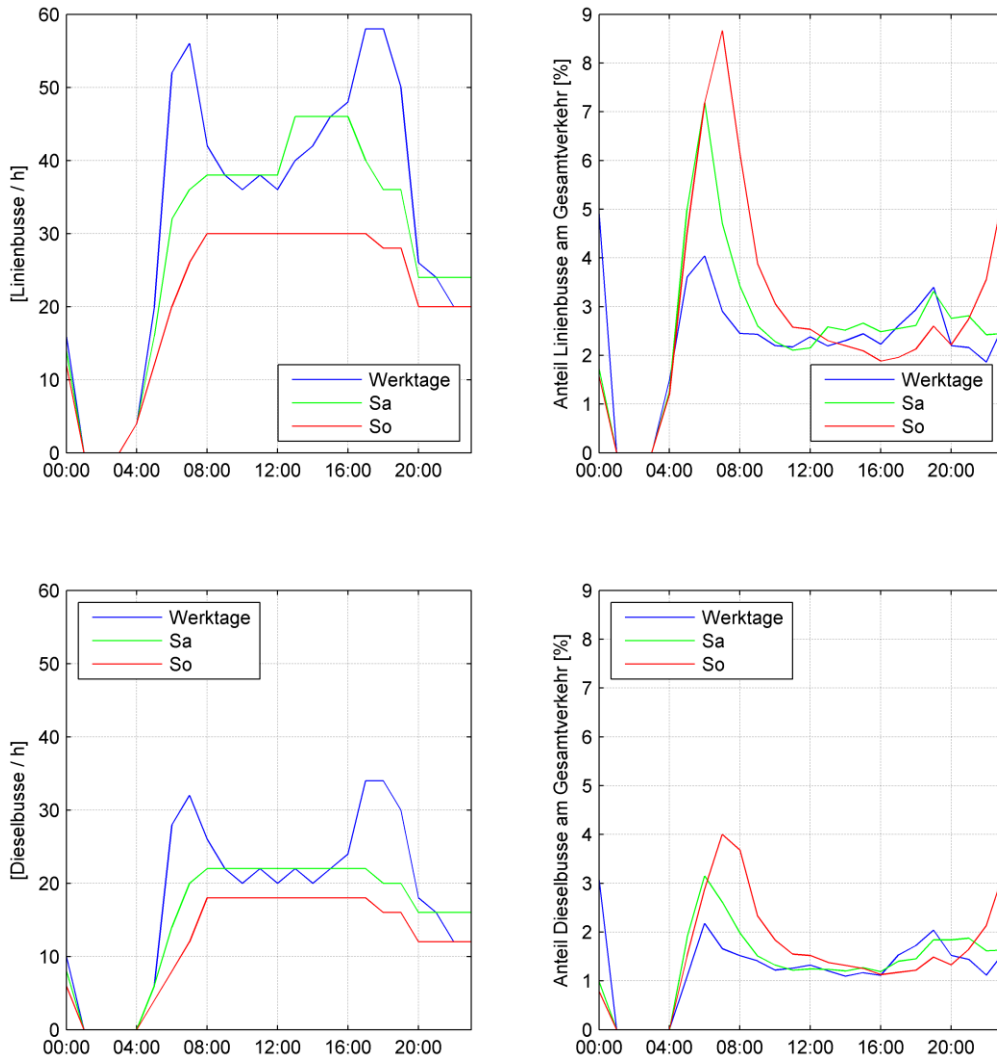 [Linienbusse / h]
60
50
40
30
20
10
0
00:00 04:00 08:00 12:00 16:00 20:00
Werktage
Sa
So
Anteil Linienbusse am Gesamtverkehr [%]
9
8
7
6
5
4
3
2
1
0
00:00 04:00 08:00 12:00 16:00 20:00
Werktage
Sa
So
[Dieselbusse / h]
60
50
40
30
20
10
0
00:00 04:00 08:00 12:00 16:00 20:00
Werktage
Sa
So
Anteil Dieselbusse am Gesamtverkehr [%]
9
8
7
6
5
4
3
2
1
0
00:00 04:00 08:00 12:00 16:00 20:00
Werktage
Sa
So